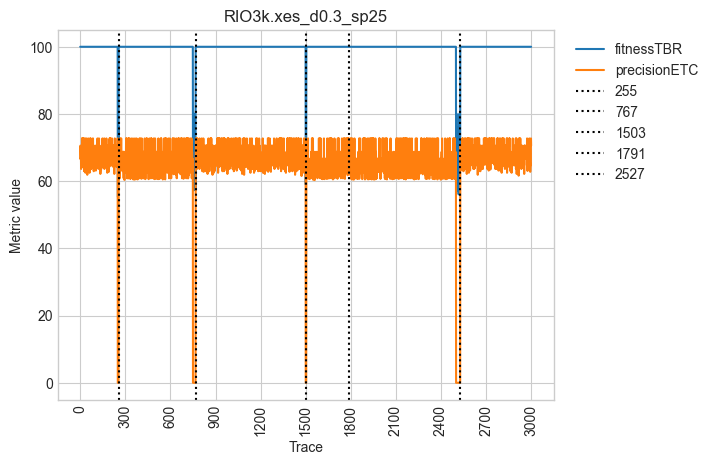 RIO3k.xes_d0.3_sp25
Metric value
100
80
60
40
20
0
0 300 600 900 1200 1500 1800 2100 2400 2700 3000
Trace
fitnessTBR
precisionETC
255
767
1503
1791
2527